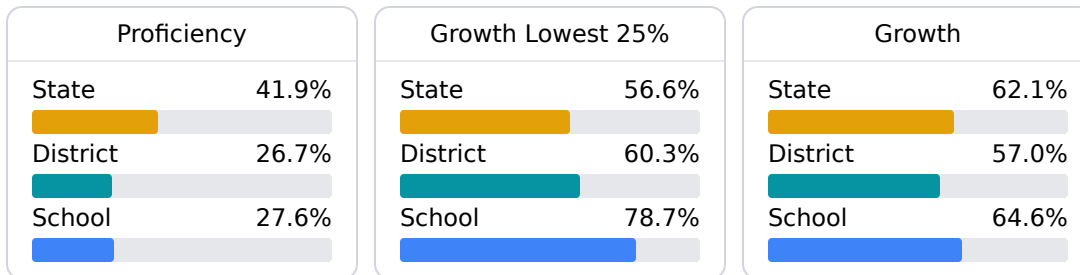 Proficiency
State 41.9%
District 26.7%
School 27.6%
Growth Lowest 25%
State 56.6%
District 60.3%
School 78.7%
Growth
State 62.1%
District 57.0%
School 64.6%